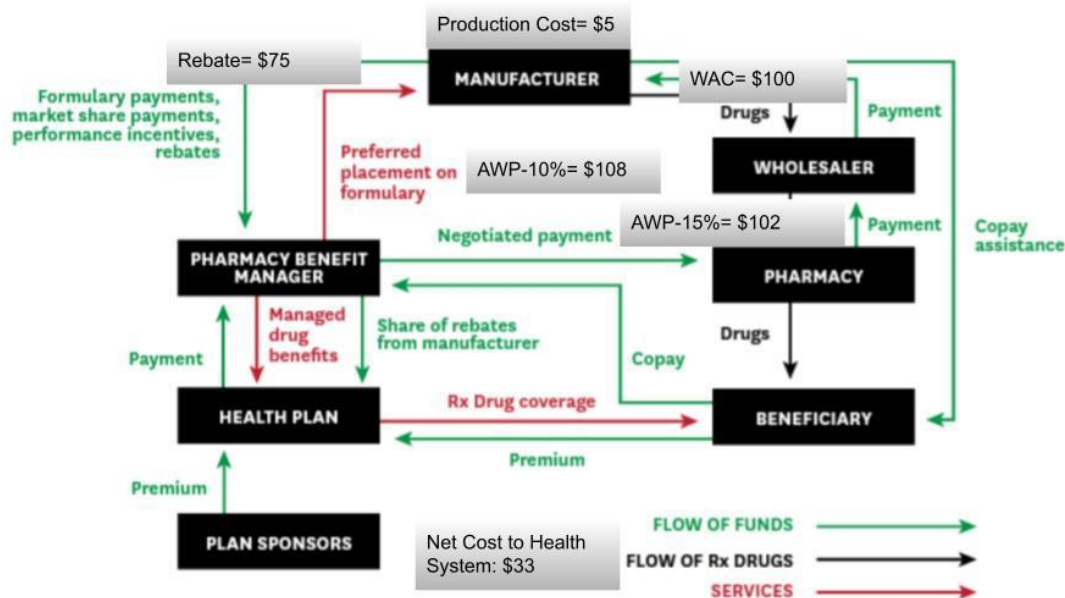 Production Cost= $5
Rebate= $75
MANUFACTURER
WAC= $100
Formulary payments,
market share payments,
performance incentives,
rebates
Drugs
Payment
Preferred
placement on
formulary
AWP-10%= $108
WHOLESALER
AWP-15%= $102
Payment
Copay
assistance
Negotiated payment
PHARMACY BENEFIT
MANAGER
PHARMACY
Managed
drug
benefits
Share of rebates
from manufacturer
Drugs
Payment
Copay
HEALTH PLAN
Rx Drug coverage
BENEFICIARY
Premium
Premium
PLAN SPONSORS
Net Cost to Health
System: $33
FLOW OF FUNDS
FLOW OF Rx DRUGS
SERVICES